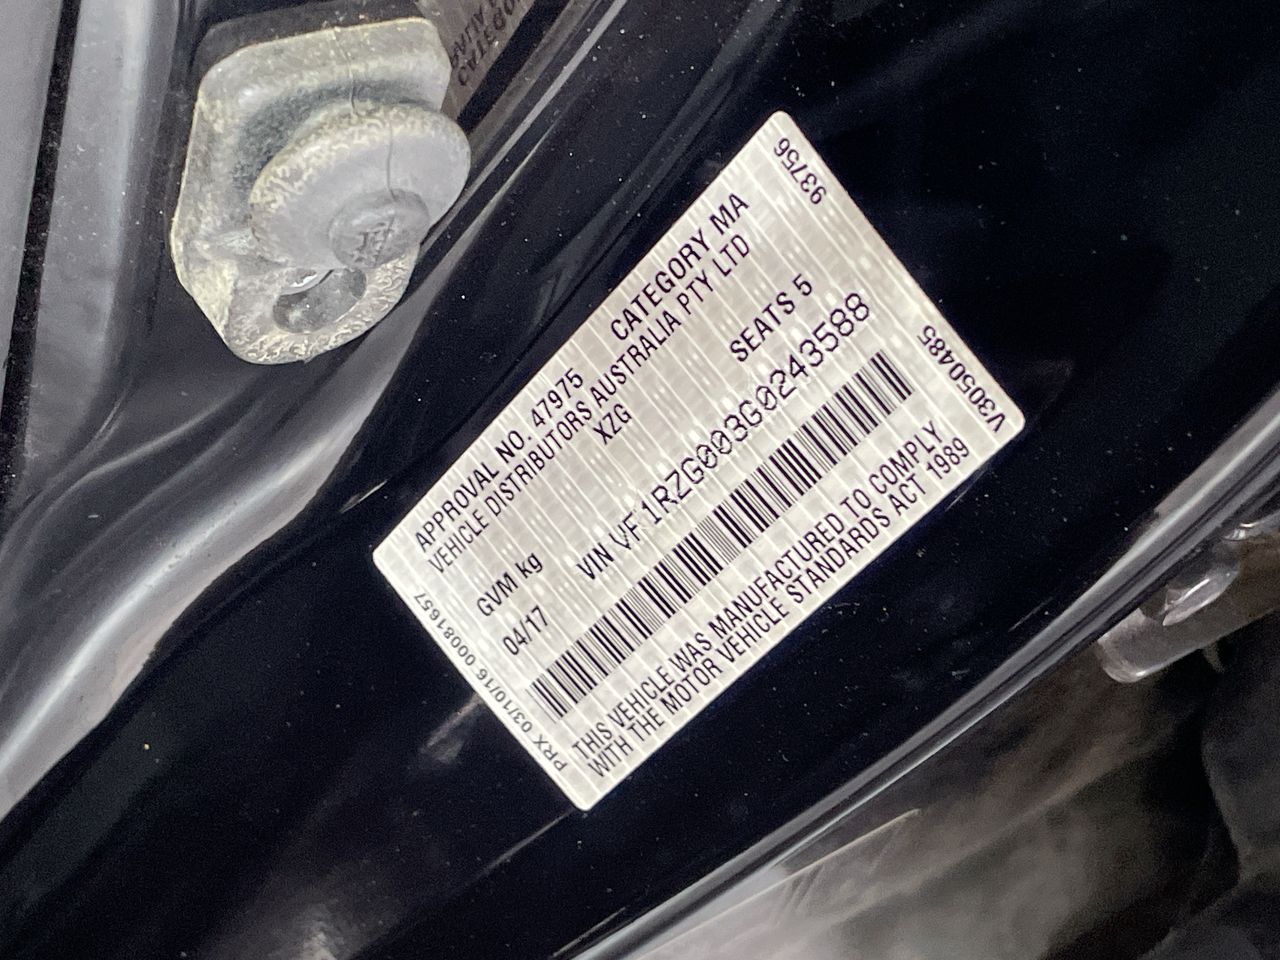 APPROVAL NO. 47975 CATEGORY MA
VEHICLE DISTRIBUTORS AUSTRALIA PTY LTD
XZG
GVM kg SEATS 5
04/17 VIN VF1RZG003G0243588
THIS VEHICLE WAS MANUFACTURED TO COMPLY
WITH THE MOTOR VEHICLE STANDARDS ACT 1989
PRX 03/10/16 00081657
93756
V3050485